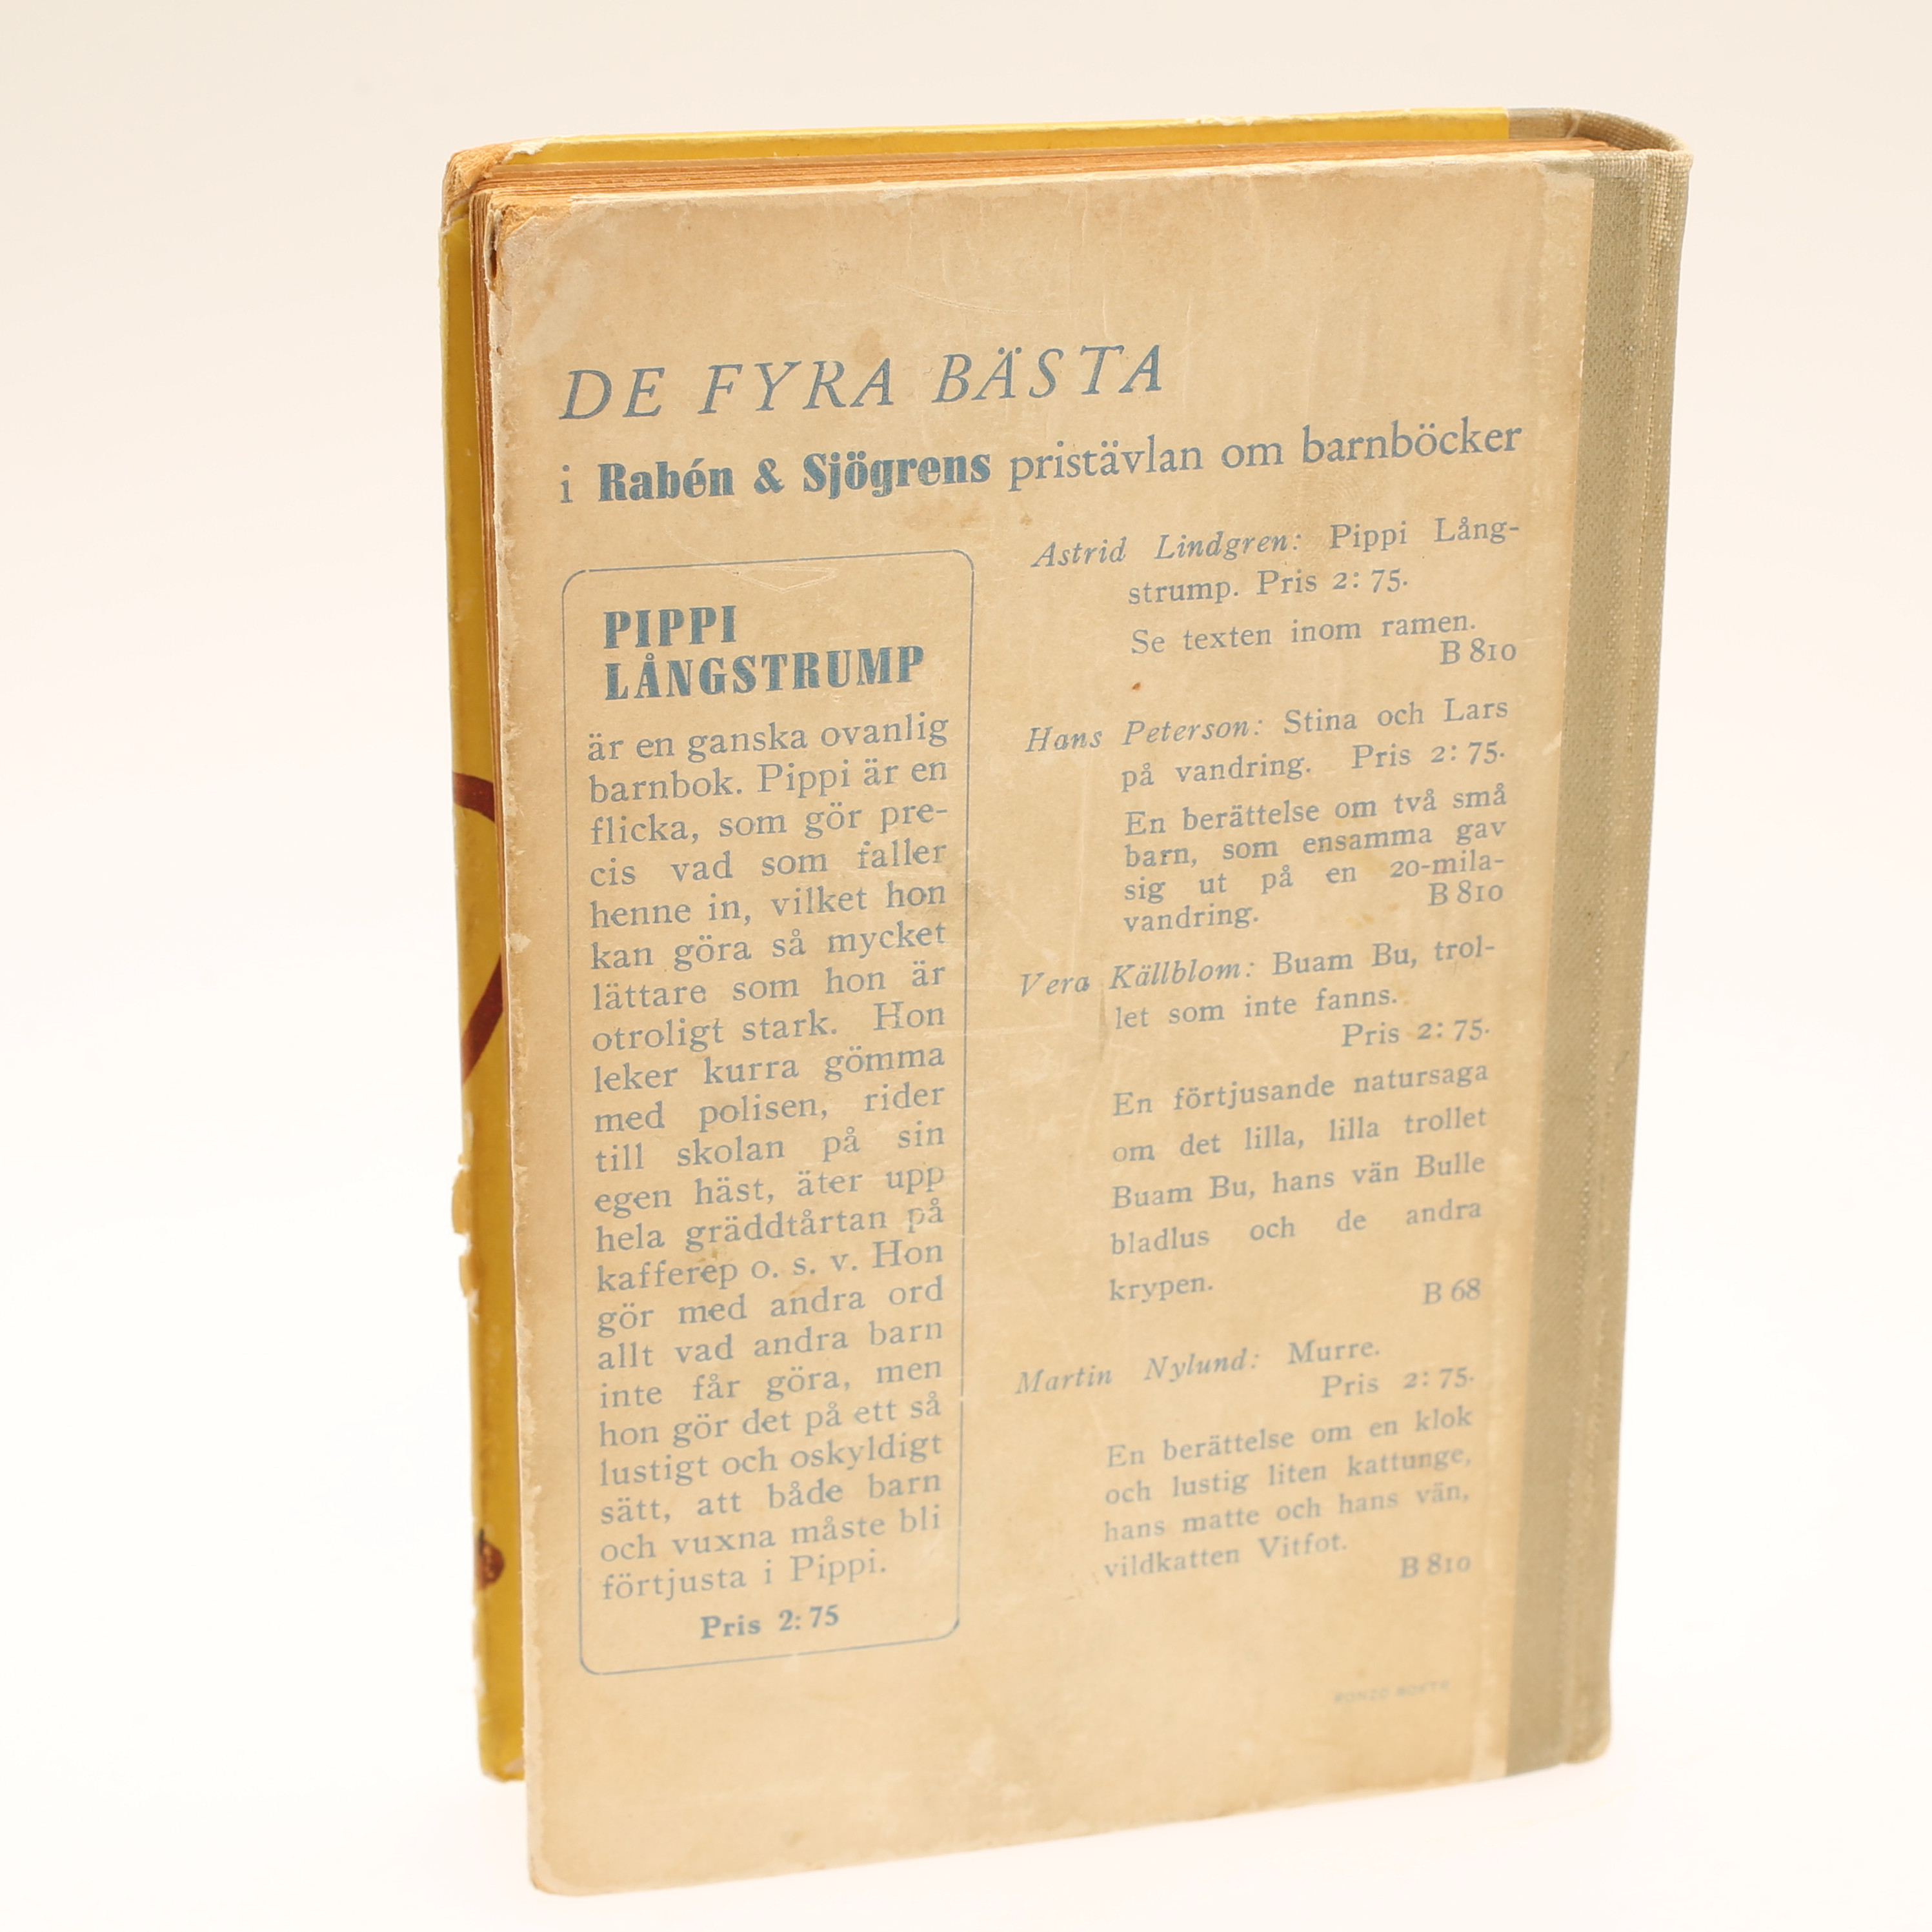 DE FYRA BÄSTA
i Rabén & Sjögrens pristävlan om barnböcker
PIPPI
LÅNGSTRUMP
är en ganska ovanlig
barnbok. Pippi är en
flicka, som gör pre-
cis vad som faller
henne in, vilket hon
kan göra så mycket
lättare som hon är
otroligt stark. Hon
leker kurra gömma
med polisen, rider
till skolan på sin
egen häst, äter upp
hela gräddtårtan på
kafferep o. s. v. Hon
gör med andra ord
allt vad andra barn
inte får göra, men
hon gör det på ett så
lustigt och oskyldigt
sätt, att både barn
och vuxna måste bli
förtjusta i Pippi.
Pris 2: 75
Astrid Lindgren: Pippi Lång-
strump. Pris 2: 75.
Se texten inom ramen.
B 810
Hans Peterson: Stina och Lars
på vandring. Pris 2: 75.
En berättelse om två små
barn, som ensamma gav
sig ut på en 20-mila-
vandring. B 810
Vera Källblom: Buam Bu, trol-
let som inte fanns.
Pris 2: 75.
En förtjusande natursaga
om det lilla, lilla trollet
Buam Bu, hans vän Bulle
bladlus och de andra
krypen.
B 68
Martin Nylund: Murre.
Pris 2: 75.
En berättelse om en klok
och lustig liten kattunge,
hans matte och hans vän,
vildkatten Vitfot.
B 810